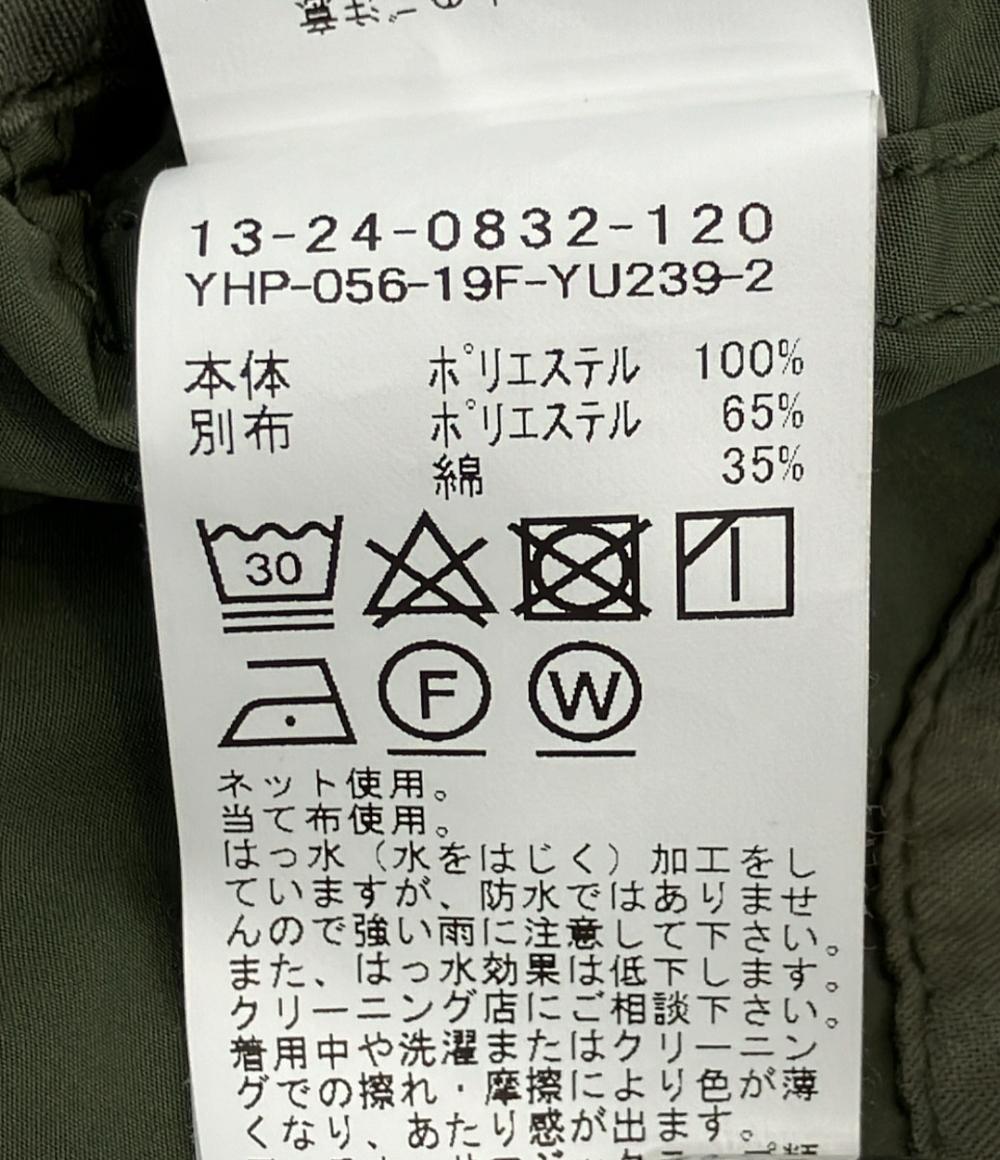 ご注意
13-24-0832-120
YHP-056-19F-YU239-2
本体 ポリエステル 100%
別布 ポリエステル 65%
綿 35%
30
F W
ネット使用。
当て布使用。
はっ水（水をはじく）加工をし
ていますが、防水ではありませ
んので強い雨に注意して下さい。
また、はっ水効果は低下します。
クリーニング店にご相談下さい。
着用中や洗濯またはクリーニン
グでの擦れ・摩擦により色が薄
くなり、あたり感が出ます。